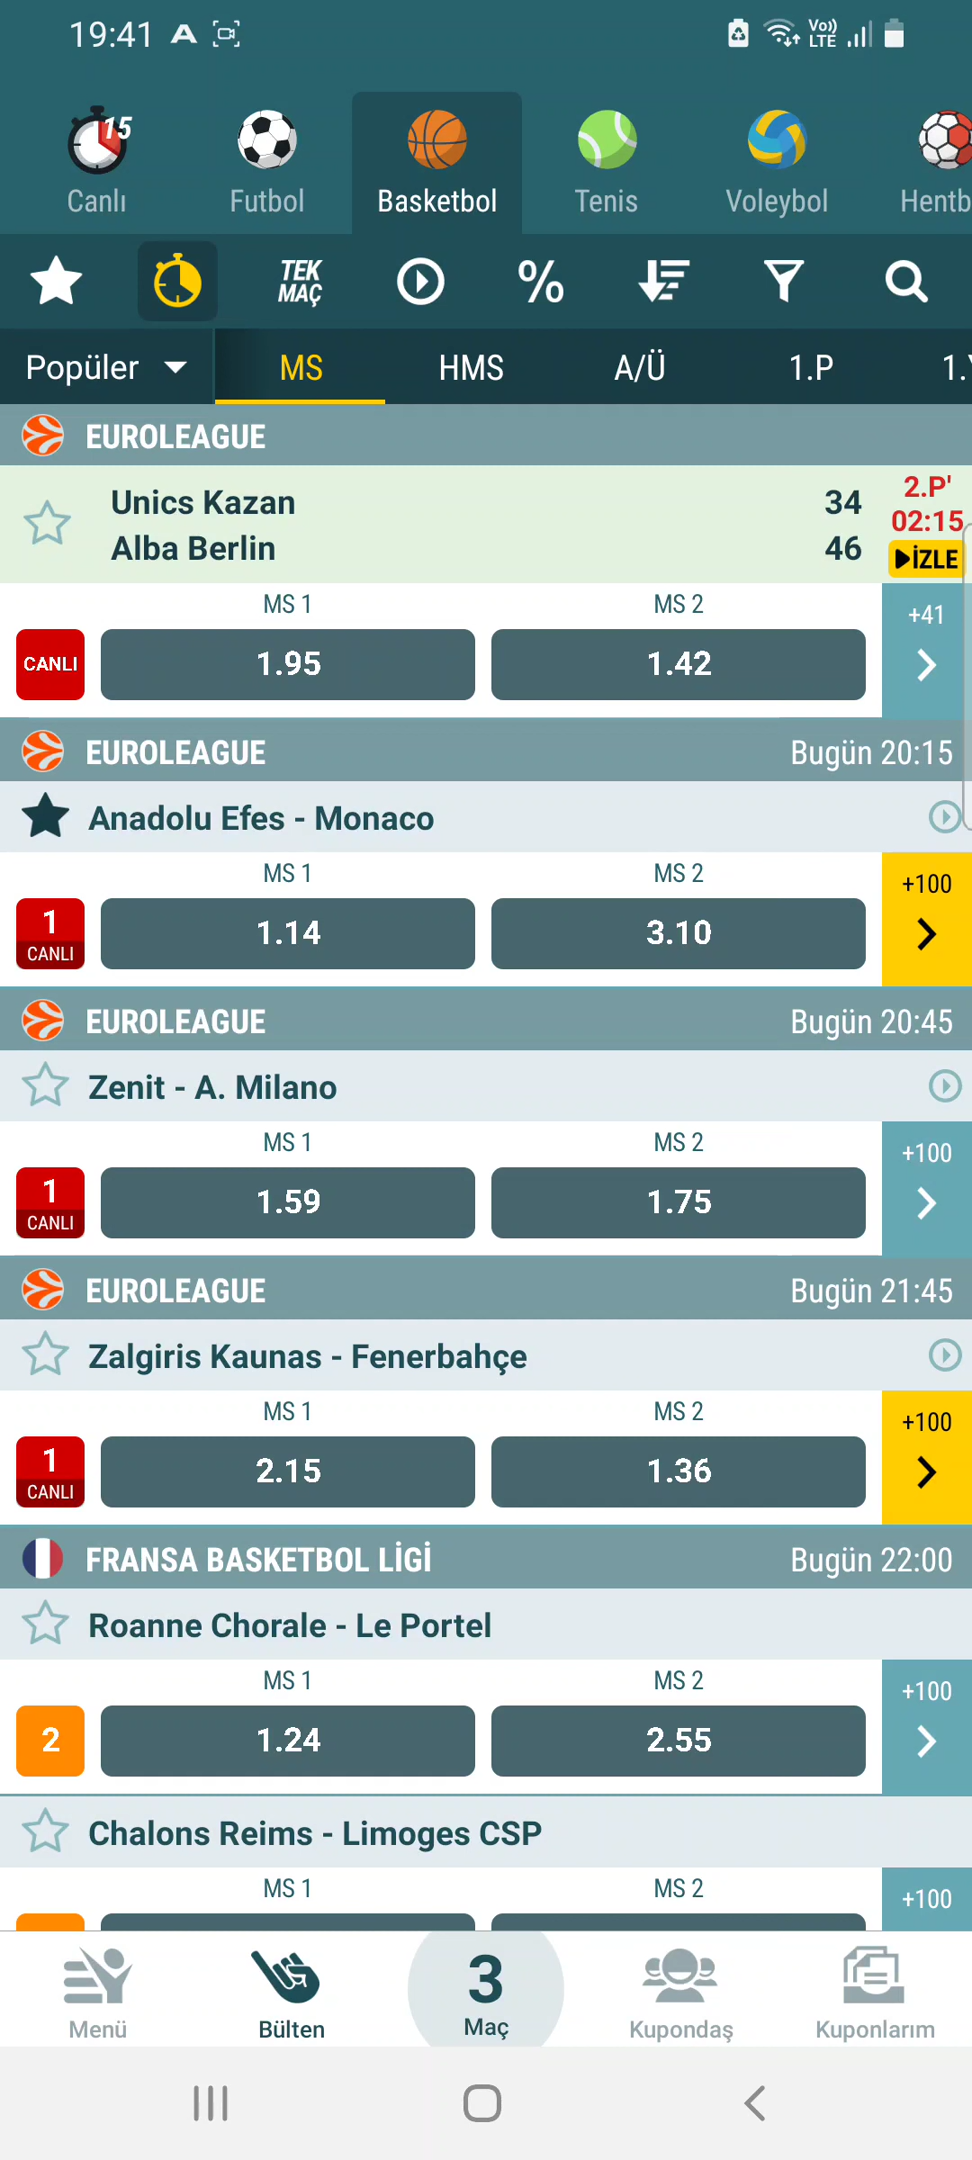 19:41
Vo))
LTE
15
Canlı
Futbol
Basketbol
Tenis
Voleybol
Hentb
TEK
MAÇ
%
Popüler
MS
HMS
A/Ü
1.P
1.
EUROLEAGUE
Unics Kazan
34
Alba Berlin
46
2.P'
02:15
İZLE
MS 1
MS 2
+41
CANLI
1.95
1.42
EUROLEAGUE
Bugün 20:15
Anadolu Efes - Monaco
MS 1
MS 2
+100
1
CANLI
1.14
3.10
EUROLEAGUE
Bugün 20:45
Zenit - A. Milano
MS 1
MS 2
+100
1
CANLI
1.59
1.75
EUROLEAGUE
Bugün 21:45
Zalgiris Kaunas - Fenerbahçe
MS 1
MS 2
+100
1
CANLI
2.15
1.36
FRANSA BASKETBOL LİGİ
Bugün 22:00
Roanne Chorale - Le Portel
MS 1
MS 2
+100
2
1.24
2.55
Chalons Reims - Limoges CSP
MS 1
MS 2
+100
Menü
Bülten
3
Maç
Kupondaş
Kuponlarım